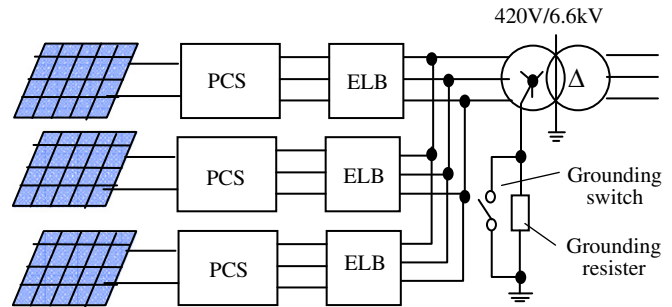 420V/6.6kV
PCS
ELB
Δ
PCS
ELB
Grounding
switch
PCS
ELB
Grounding
resister